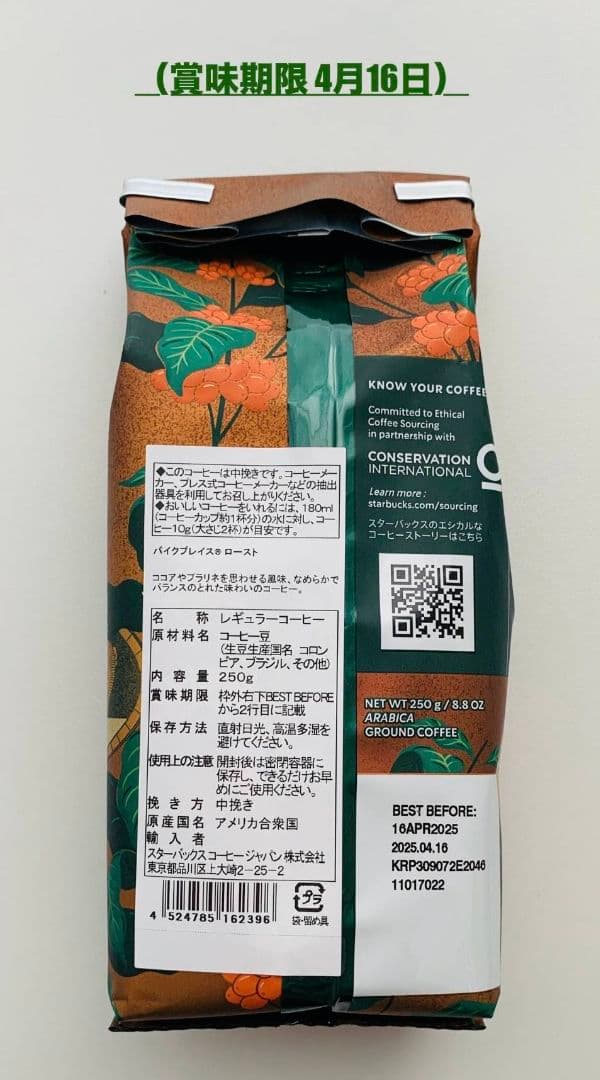 （賞味期限 4月16日）
KNOW YOUR COFFEE
Committed to Ethical
Coffee Sourcing
in partnership with
CONSERVATION
INTERNATIONAL
Learn more :
starbucks.com/sourcing
スターバックスのエシカルな
コーヒーストーリーはこちら
◆このコーヒーは中挽きです。コーヒーメー
カー、プレス式コーヒーメーカーなどの抽出
器具を利用してお召し上がりください。
◆おいしいコーヒーをいれるには、180ml
（コーヒーカップ約1杯分）の水に対し、コー
ヒー10g（大さじ2杯）が目安です。
パイクプレイス® ロースト
ココアやプラリネを思わせる風味、なめらかで
バランスのとれた味わいのコーヒー。
名 称 レギュラーコーヒー
原材料名 コーヒー豆
（生豆生産国名 コロン
ビア、ブラジル、その他）
内容量 250g
賞味期限 枠外右下BEST BEFORE
から2行目に記載
保存方法 直射日光、高温多湿を
避けてください。
使用上の注意 開封後は密閉容器に
保存し、できるだけお早
めにご使用ください。
挽き方 中挽き
原産国名 アメリカ合衆国
輸入者
スターバックス コーヒー ジャパン 株式会社
東京都品川区上大崎2－25－2
4 524785 162396
プラ
袋・留め具
NET WT 250 g / 8.8 OZ
ARABICA
GROUND COFFEE
BEST BEFORE:
16APR2025
2025.04.16
KRP309072E2046
11017022